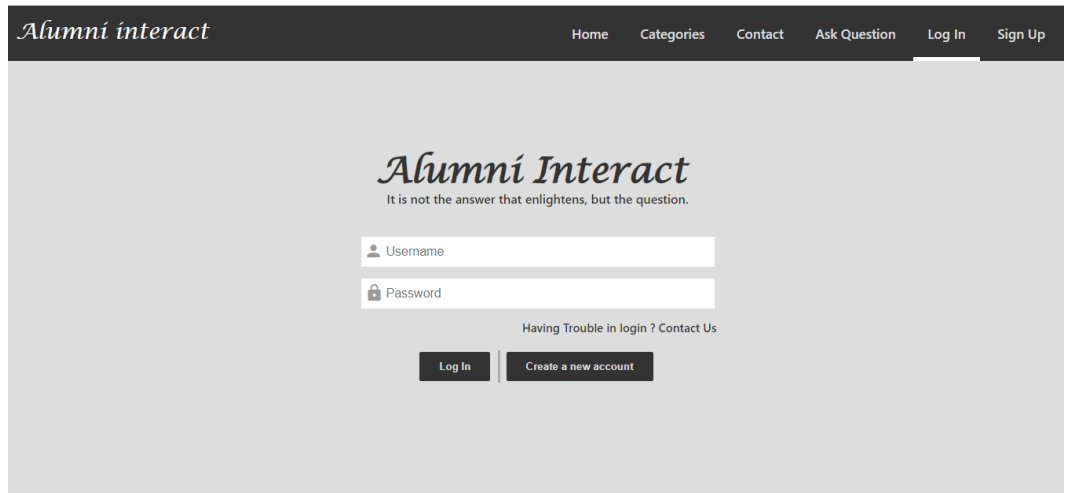 Alumni interact
Home Categories Contact Ask Question Log In Sign Up
Alumni Interact
It is not the answer that enlightens, but the question.
Username
Password
Having Trouble in login ? Contact Us
Log In Create a new account